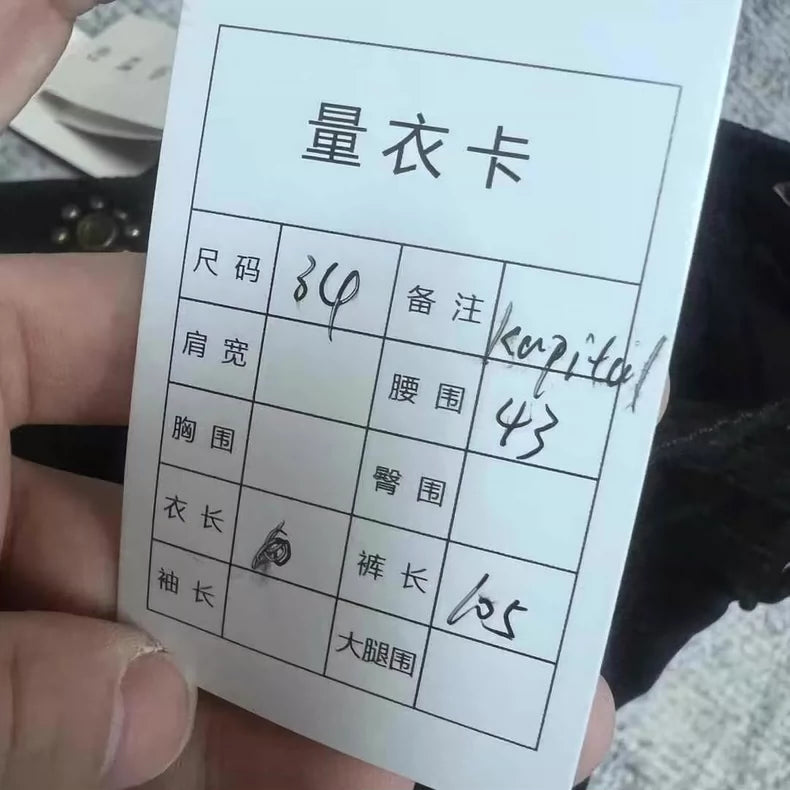 量衣卡
尺码 34 备注 kapital
肩宽 腰围 43
胸围 臀围
衣长 裤长 105
袖长 大腿围